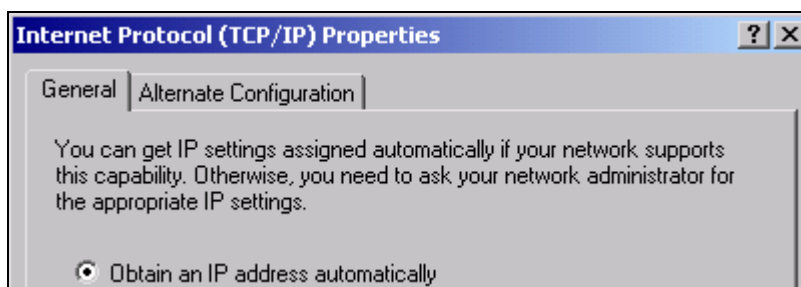 Internet Protocol (TCP/IP) Properties
General
Alternate Configuration
You can get IP settings assigned automatically if your network supports
this capability. Otherwise, you need to ask your network administrator for
the appropriate IP settings.
Obtain an IP address automatically